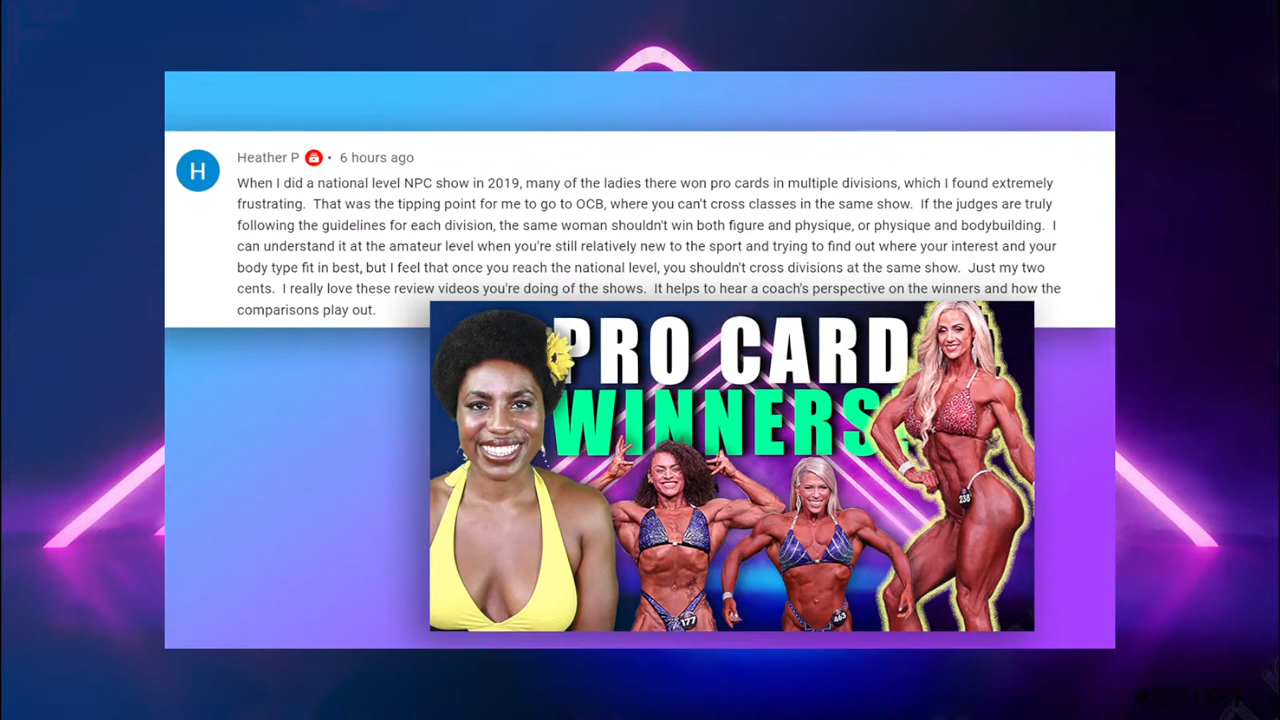 H
Heather P • 6 hours ago
When I did a national level NPC show in 2019, many of the ladies there won pro cards in multiple divisions, which I found extremely
frustrating.  That was the tipping point for me to go to OCB, where you can't cross classes in the same show.  If the judges are truly
following the guidelines for each division, the same woman shouldn't win both figure and physique, or physique and bodybuilding.  I
can understand it at the amateur level when you're still relatively new to the sport and trying to find out where your interest and your
body type fit in best, but I feel that once you reach the national level, you shouldn't cross divisions at the same show.  Just my two
cents.  I really love these review videos you're doing of the shows.  It helps to hear a coach's perspective on the winners and how the
comparisons play out.
PRO CARD
WINNERS
238
177
463